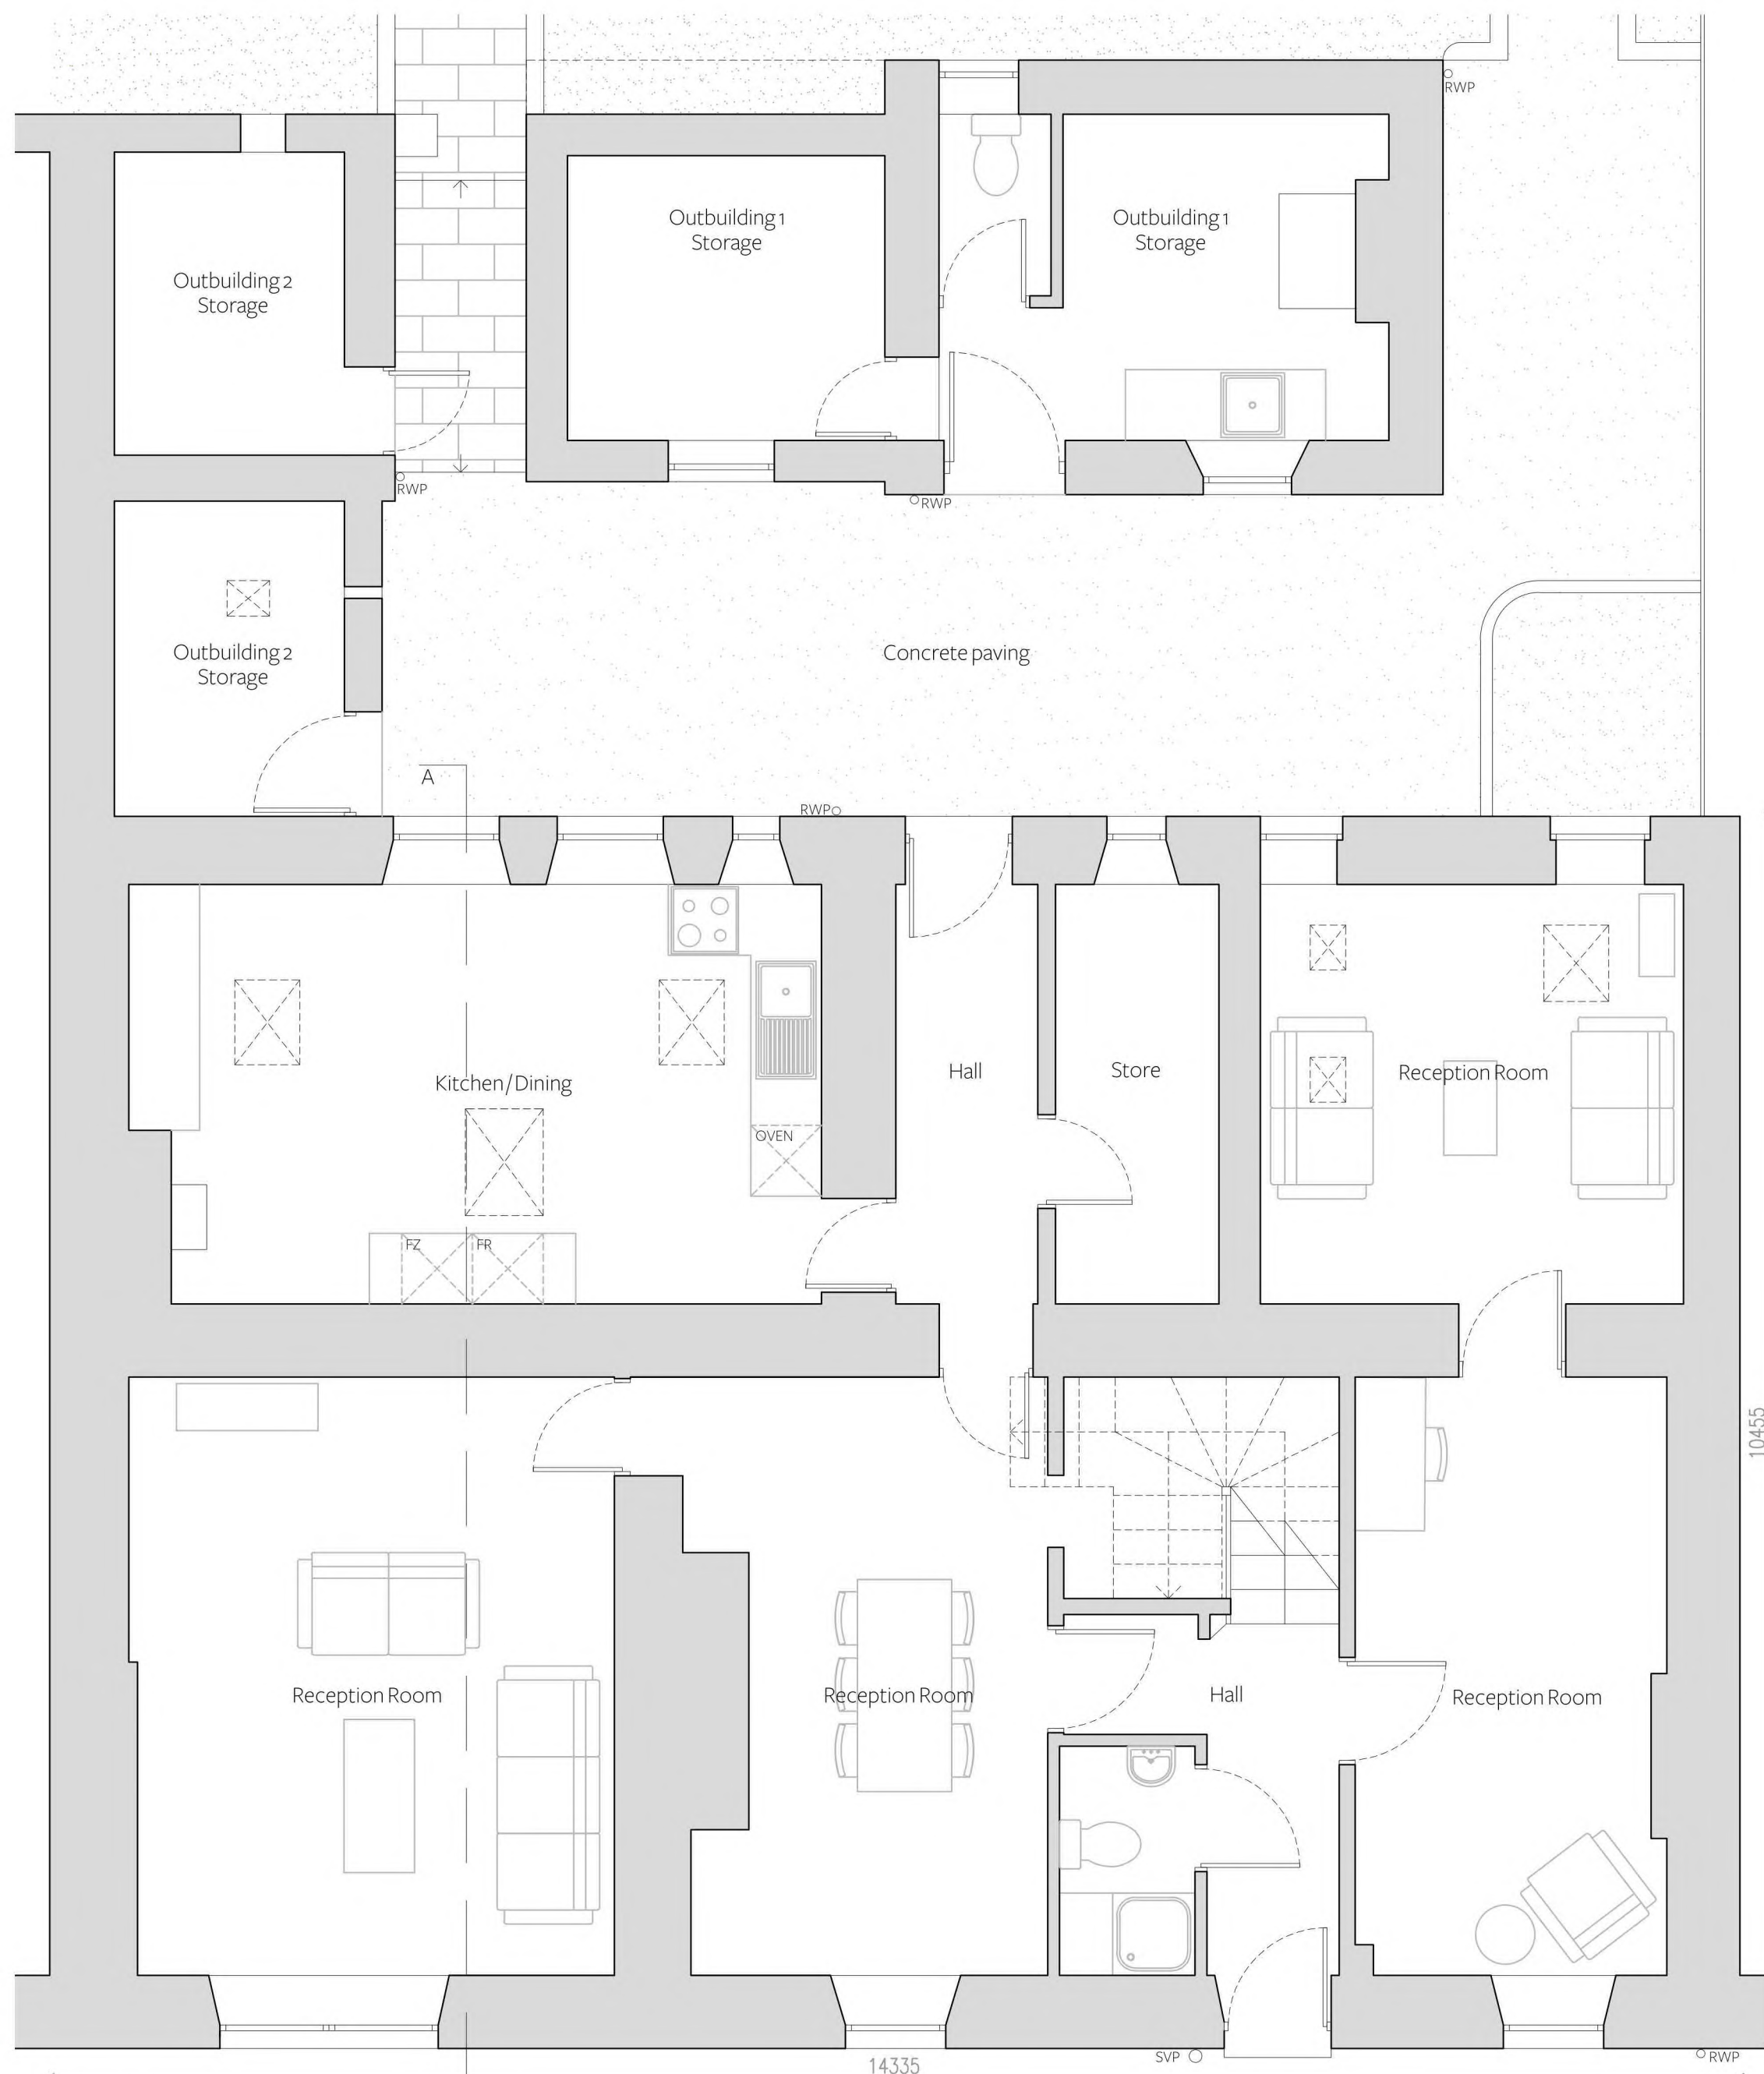 RWP
Outbuilding 1
Storage
Outbuilding 1
Storage
Outbuilding 2
Storage
RWP
RWP
Outbuilding 2
Storage
Concrete paving
A
RWP
Kitchen/Dining
Hall
Store
Reception Room
OVEN
FZ
FR
10455
Reception Room
Reception Room
Hall
Reception Room
14335
SVP
RWP